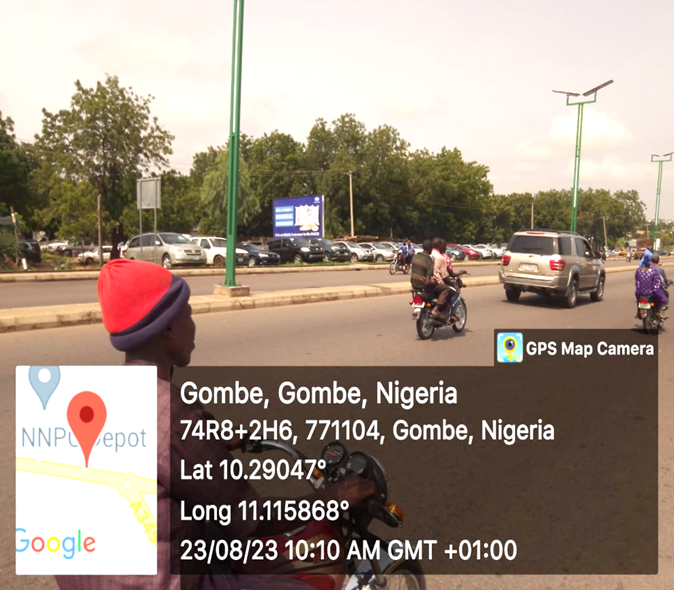 GPS Map Camera
Gombe, Gombe, Nigeria
74R8+2H6, 771104, Gombe, Nigeria
Lat 10.29047°
Long 11.115868°
23/08/23 10:10 AM GMT +01:00
Depot
Google